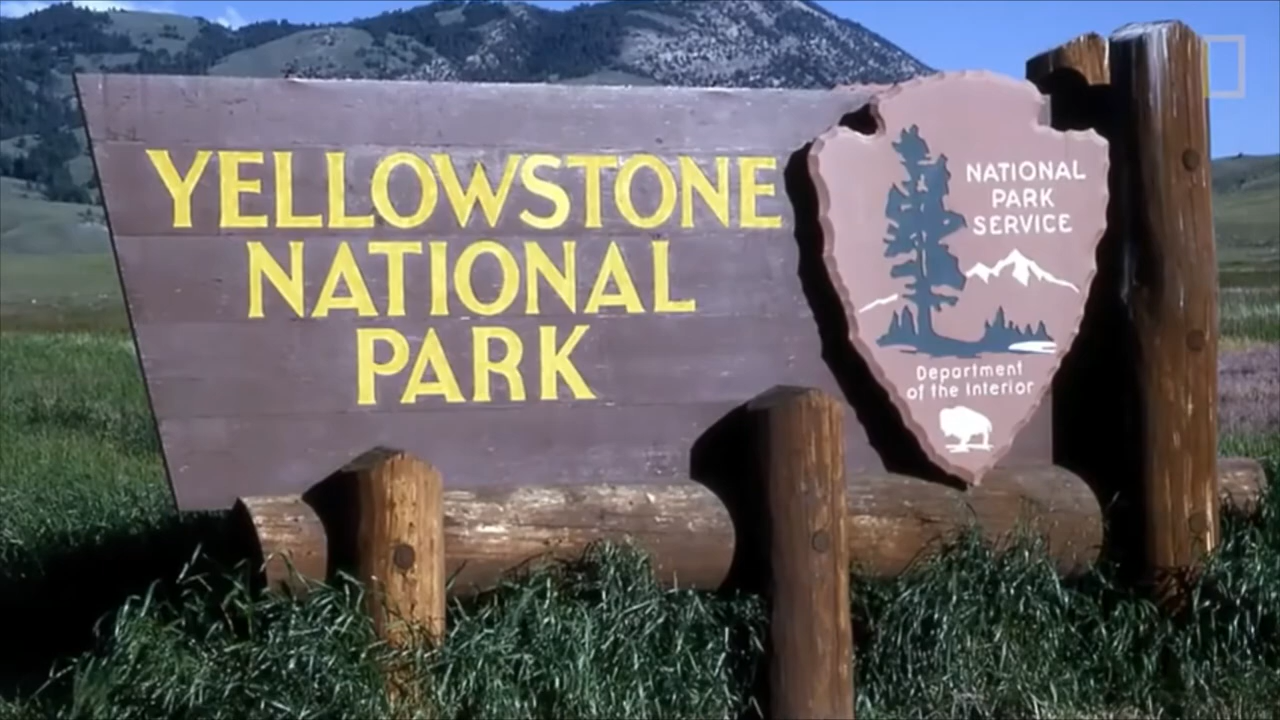 YELLOWSTONE
NATIONAL
PARK
NATIONAL
PARK
SERVICE
Department
of the Interior